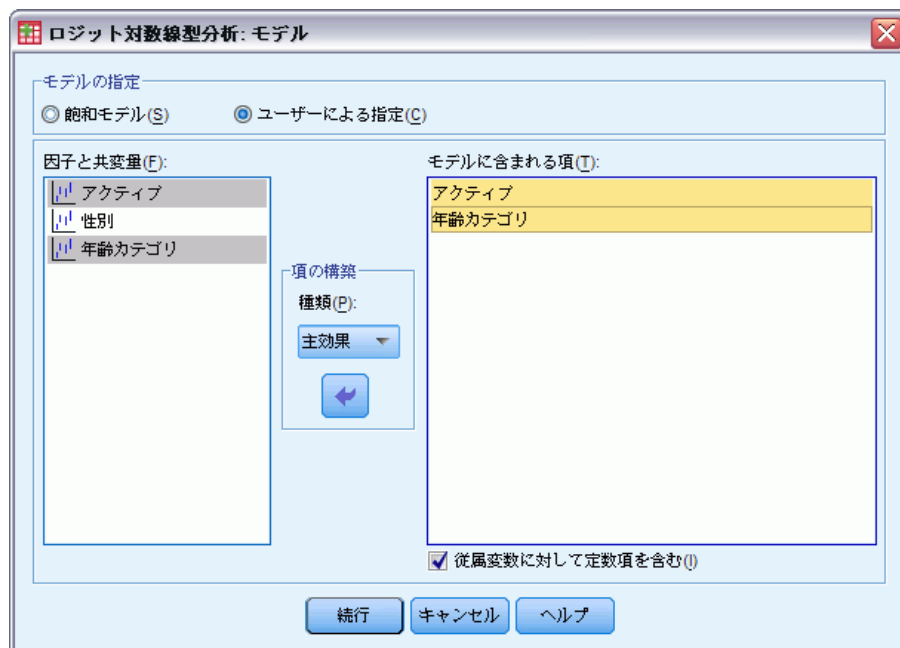 ロジット対数線型分析: モデル
モデルの指定
飽和モデル(S)
ユーザーによる指定(C)
因子と共変量(F):
アクティブ
性別
年齢カテゴリ
項の構築
種類(P):
主効果
モデルに含まれる項(T):
アクティブ
年齢カテゴリ
従属変数に対して定数項を含む(I)
続行
キャンセル
ヘルプ